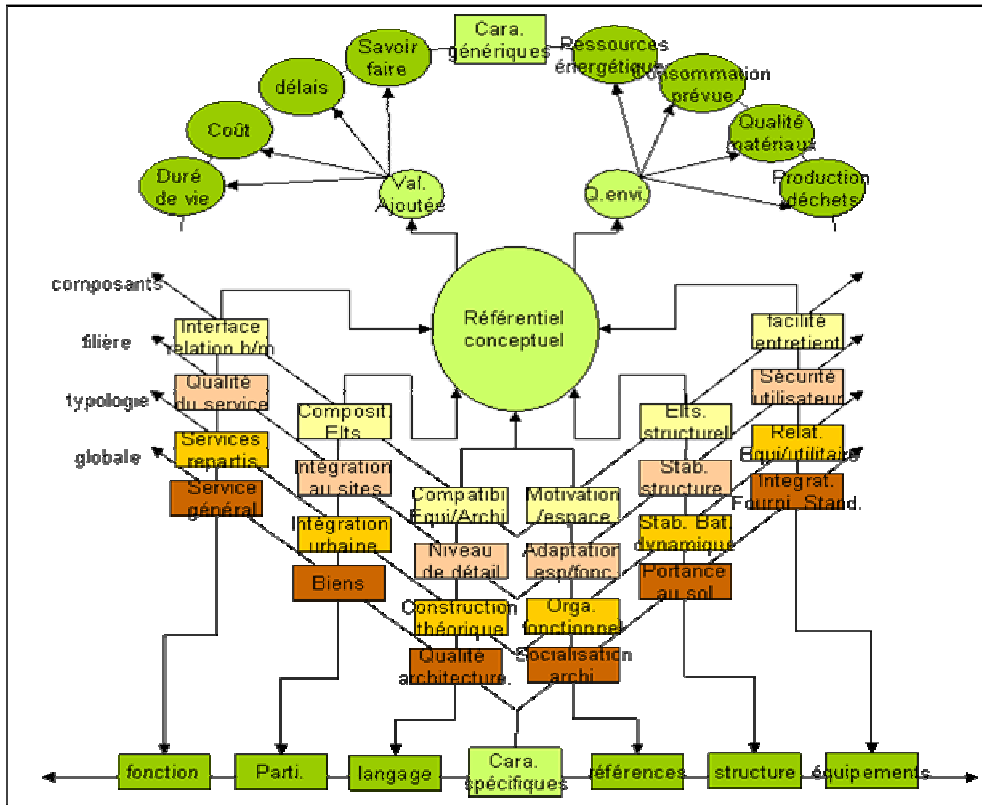 Cara.
génériques
Savoir
faire
Ressources
énergétiques
délais
Consommation
prévue
Coût
Qualité
matériaux
Duré
de vie
Val.
Ajoutée
Q.envi.
Production
déchets
composants
Référentiel
conceptuel
Interface
relation h/m
facilité
entretient
filière
Qualité
du service
Sécurité
utilisateur
typologie
Composit.
Elts.
Elts.
structurel
Services
repartis
Relat.
Equi/utilitaire
globale
Intégration
au sites
Stab.
structure
Service
général
Compatibi
Equi/Archi.
Motivation
/espace
Integrat.
Fourni. Stand.
Intégration
urbaine
Stab. Bat.
dynamique
Niveau
de détail
Adaptation
esp/fonc.
Biens
Portance
au sol
Construction
théorique
Orga.
fonctionnel
Qualité
architecture.
Socialisation
archi.
fonction
Parti.
langage
Cara.
spécifiques
références
structure
équipements